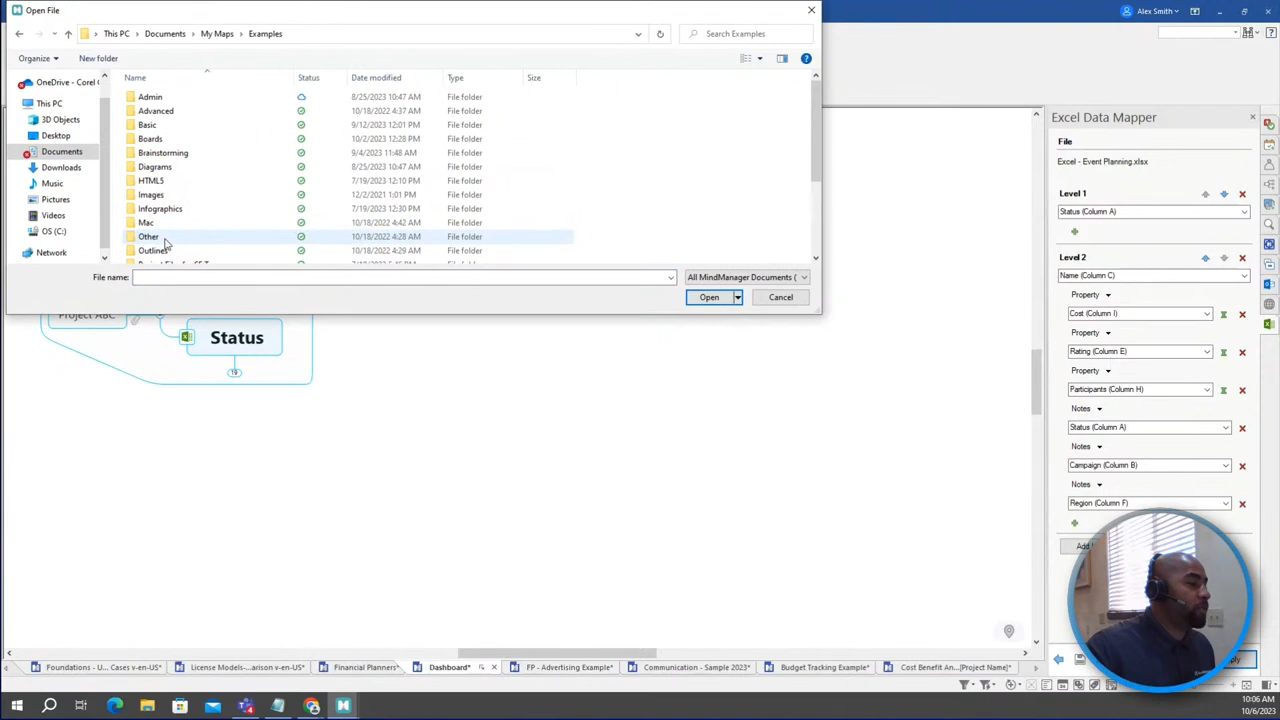 Open File
Alex Smith
This PC
Documents
My Maps
Examples
Search Examples
Organize
New folder
Name
Status
Date modified
Type
Size
OneDrive - Corel
This PC
3D Objects
Desktop
Documents
Downloads
Music
Pictures
Videos
OS (C:)
Network
Admin 8/25/2023 10:47 AM File folder
Advanced 10/18/2022 4:37 AM File folder
Basic 9/12/2023 12:01 PM File folder
Boards 10/2/2023 12:28 PM File folder
Brainstorming 9/4/2023 11:48 AM File folder
Diagrams 8/25/2023 10:47 AM File folder
HTML5 7/19/2023 12:10 PM File folder
Images 12/2/2021 1:01 PM File folder
Infographics 7/19/2023 12:30 PM File folder
Mac 10/18/2022 4:42 AM File folder
Other 10/18/2022 4:28 AM File folder
Outlines 10/18/2022 4:29 AM File folder
File name:
All MindManager Documents (
Open
Cancel
Project ABC
Status
19
Excel Data Mapper
File
Excel - Event Planning.xlsx
Level 1
Status (Column A)
Level 2
Name (Column C)
Property
Cost (Column I)
Property
Rating (Column E)
Property
Participants (Column H)
Notes
Status (Column A)
Notes
Campaign (Column B)
Notes
Region (Column F)
Add
Foundations - U... Cases v-en-US*
License Models-...arison v-en-US*
Financial Planners*
Dashboard*
FP - Advertising Example*
Communication - Sample 2023*
Budget Tracking Example*
Cost Benefit An...[Project Name]*
10:06 AM
10/6/2023